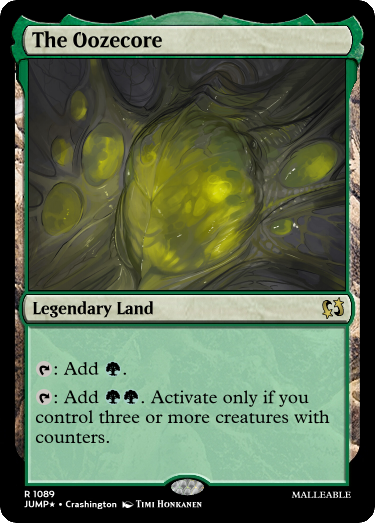 The Oozecore
Legendary Land
: Add .
: Add . Activate only if you
control three or more creatures with
counters.
R 1089
JUMP★ • Crashington Timi Honkanen
MALLEABLE